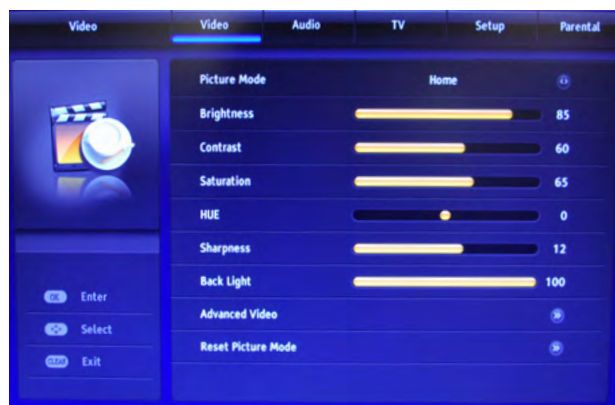 Video Video Audio TV Setup Parental
Picture Mode Home
Brightness 85
Contrast 60
Saturation 65
HUE 0
Sharpness 12
Back Light 100
Advanced Video
Reset Picture Mode
OK Enter
Select
CLEAR Exit